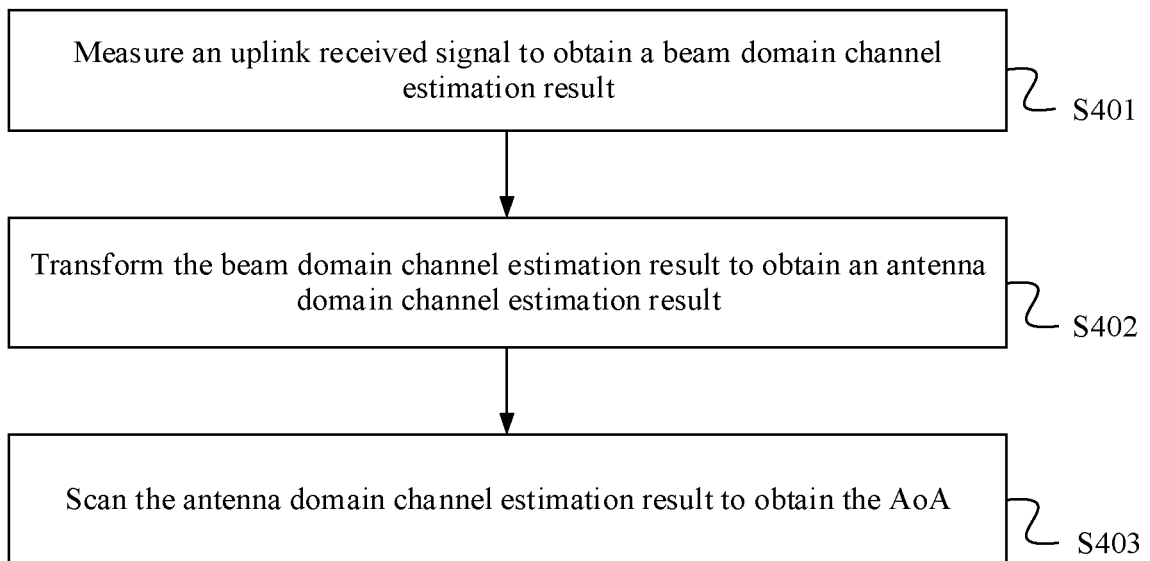 Measure an uplink received signal to obtain a beam domain channel
estimation result
S401
Transform the beam domain channel estimation result to obtain an antenna
domain channel estimation result
S402
Scan the antenna domain channel estimation result to obtain the AoA
S403